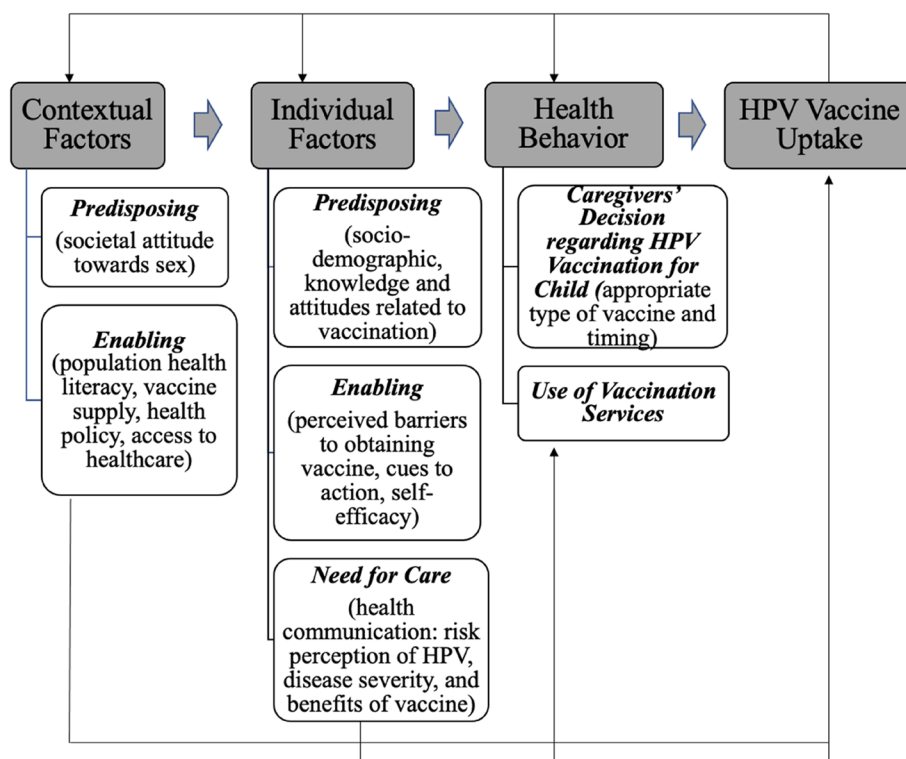 Contextual
Factors
Predisposing
(societal attitude
towards sex)
Enabling
(population health
literacy, vaccine
supply, health
policy, access to
healthcare)
Individual
Factors
Predisposing
(socio-
demographic,
knowledge and
attitudes related to
vaccination)
Enabling
(perceived barriers
to obtaining
vaccine, cues to
action, self-
efficacy)
Need for Care
(health
communication: risk
perception of HPV,
disease severity, and
benefits of vaccine)
Health
Behavior
Caregivers’
Decision
regarding HPV
Vaccination for
Child (appropriate
type of vaccine and
timing)
Use of Vaccination
Services
HPV Vaccine
Uptake